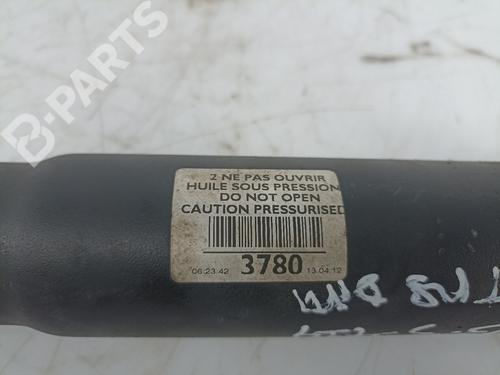 B-PARTS
2 NE PAS OUVRIR
HUILE SOUS PRESSION
DO NOT OPEN
CAUTION PRESSURISED
06:23:42 3780 13.04.12